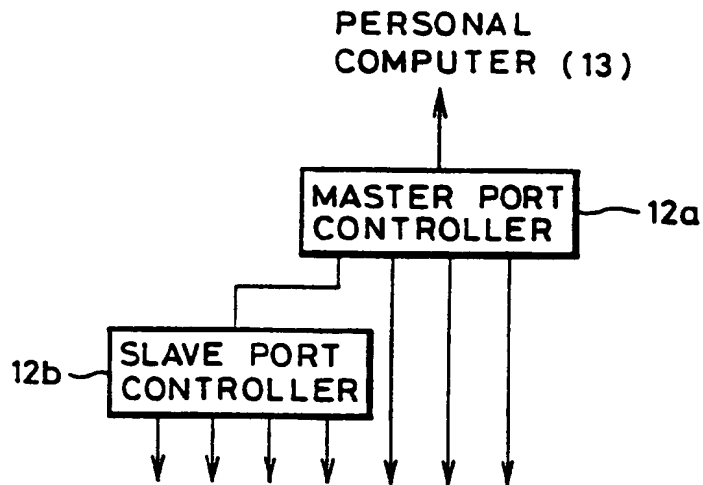 PERSONAL
COMPUTER (13)
MASTER PORT
CONTROLLER
12a
SLAVE PORT
CONTROLLER
12b